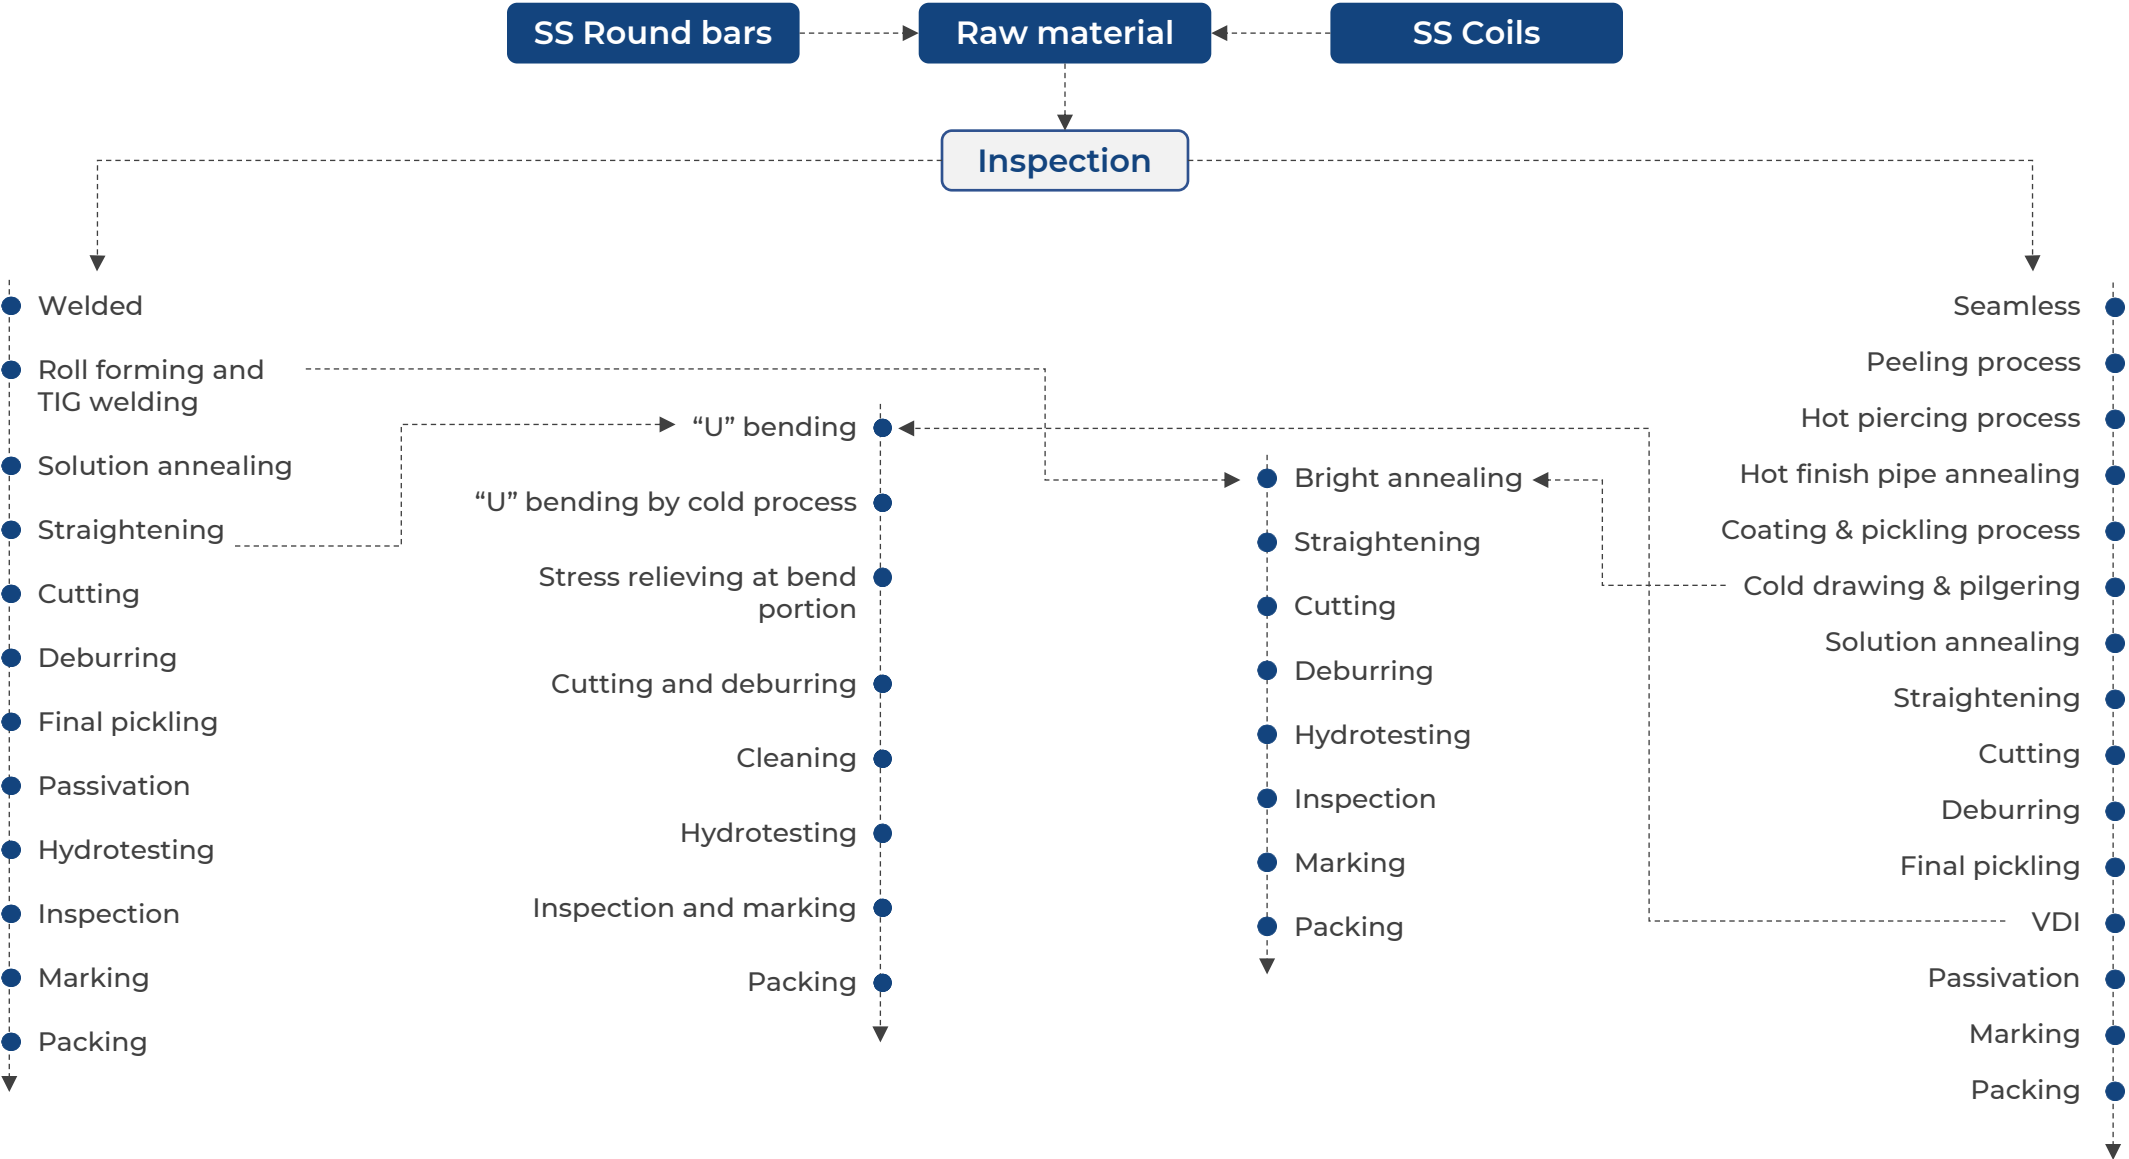 SS Round bars
Raw material
SS Coils
Inspection
Welded
Roll forming and
TIG welding
Solution annealing
Straightening
Cutting
Deburring
Final pickling
Passivation
Hydrotesting
Inspection
Marking
Packing
“U” bending
“U” bending by cold process
Stress relieving at bend
portion
Cutting and deburring
Cleaning
Hydrotesting
Inspection and marking
Packing
Bright annealing
Straightening
Cutting
Deburring
Hydrotesting
Inspection
Marking
Packing
Seamless
Peeling process
Hot piercing process
Hot finish pipe annealing
Coating & pickling process
Cold drawing & pilgering
Solution annealing
Straightening
Cutting
Deburring
Final pickling
VDI
Passivation
Marking
Packing